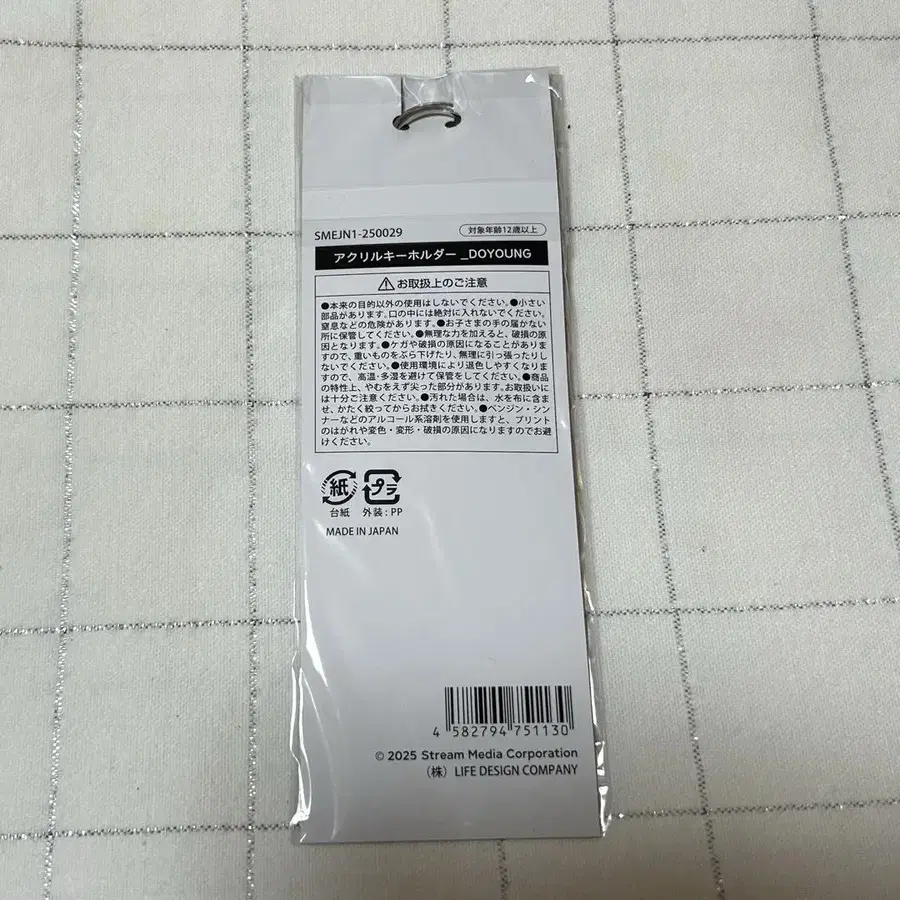 SMEJN1-250029
対象年齢12歳以上
アクリルキーホルダー _DOYOUNG
お取扱上のご注意
●本来の目的以外の使用はしないでください。●小さい
部品があります。口の中には絶対に入れないでください。
窒息などの危険があります。●お子さまの手の届かない
所に保管してください。●無理な力を加えると、破損の原
因となります。●ケガや破損の原因になることがありま
すので、重いものをぶら下げたり、無理に引っ張ったりし
ないでください。●使用環境により退色しやすくなりま
すので、高温・多湿を避けて保管をしてください。●商品
の特性上、やむをえず尖った部分があります。お取扱いに
は十分ご注意ください。●汚れた場合は、水を布に含ま
せ、かたく絞ってからお拭きください。●ベンジン・シン
ナーなどのアルコール系溶剤を使用しますと、プリント
のはがれや変色・変形・破損の原因になりますのでお避
けください。
紙 プラ
台紙 外装:PP
MADE IN JAPAN
4 582794 751130
© 2025 Stream Media Corporation
(株) LIFE DESIGN COMPANY